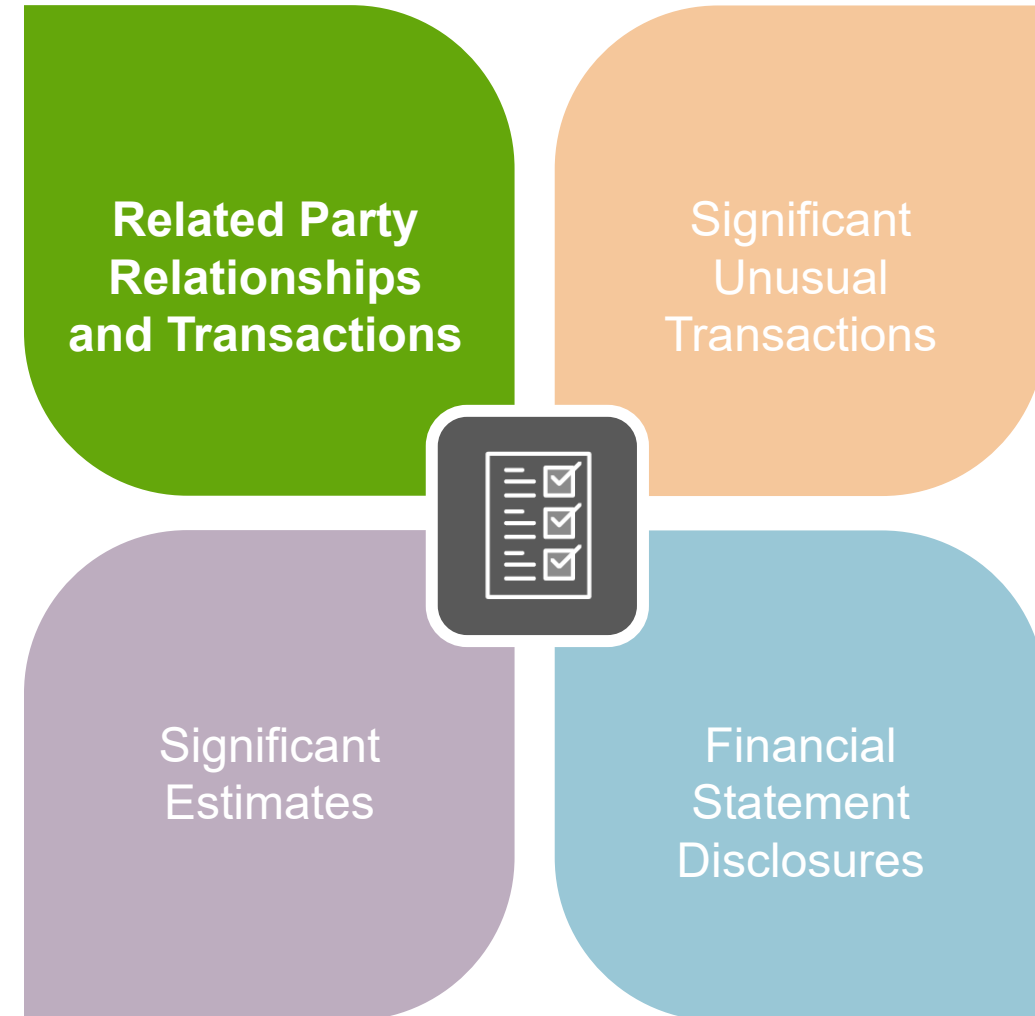 Related Party
Relationships
and Transactions
Significant
Unusual
Transactions
Significant
Estimates
Financial
Statement
Disclosures